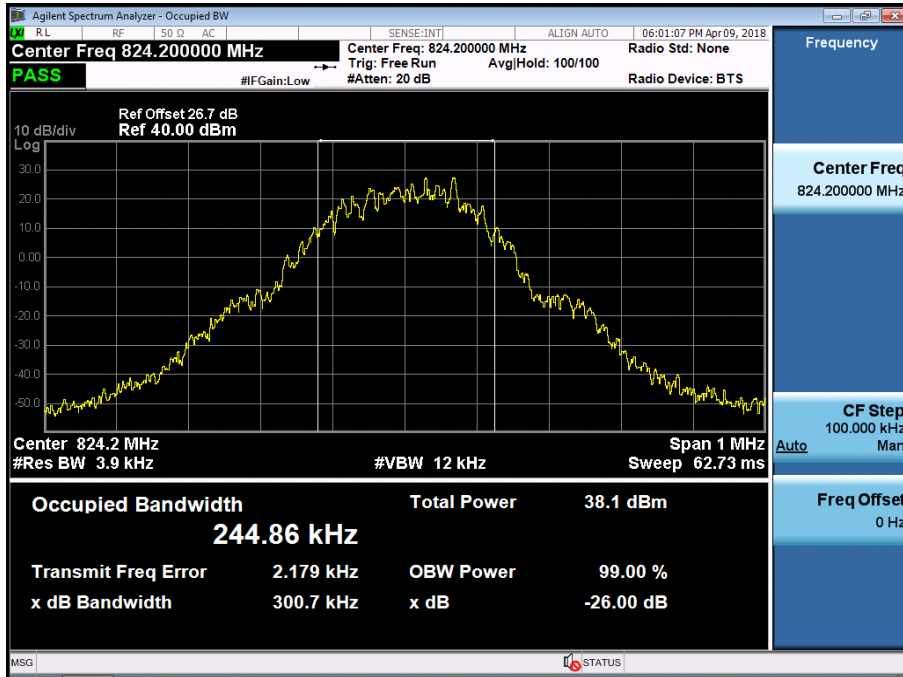 Agilent Spectrum Analyzer - Occupied BW
LXI RL RF 50 Ω AC SENSE:INT ALIGN AUTO 06:01:07 PM Apr 09, 2018
Center Freq 824.200000 MHz
Center Freq: 824.200000 MHz
Radio Std: None
Trig: Free Run Avg|Hold: 100/100
PASS
#IFGain:Low
#Atten: 20 dB
Radio Device: BTS
Ref Offset 26.7 dB
10 dB/div Ref 40.00 dBm
Log
30.0
20.0
10.0
0.00
-10.0
-20.0
-30.0
-40.0
-50.0
Center 824.2 MHz
Span 1 MHz
#Res BW 3.9 kHz
#VBW 12 kHz
Sweep 62.73 ms
Occupied Bandwidth
244.86 kHz
Total Power 38.1 dBm
Transmit Freq Error 2.179 kHz
OBW Power 99.00 %
x dB Bandwidth 300.7 kHz
x dB -26.00 dB
Frequency
Center Freq
824.200000 MHz
CF Step
100.000 kHz
Auto Man
Freq Offset
0 Hz
MSG STATUS